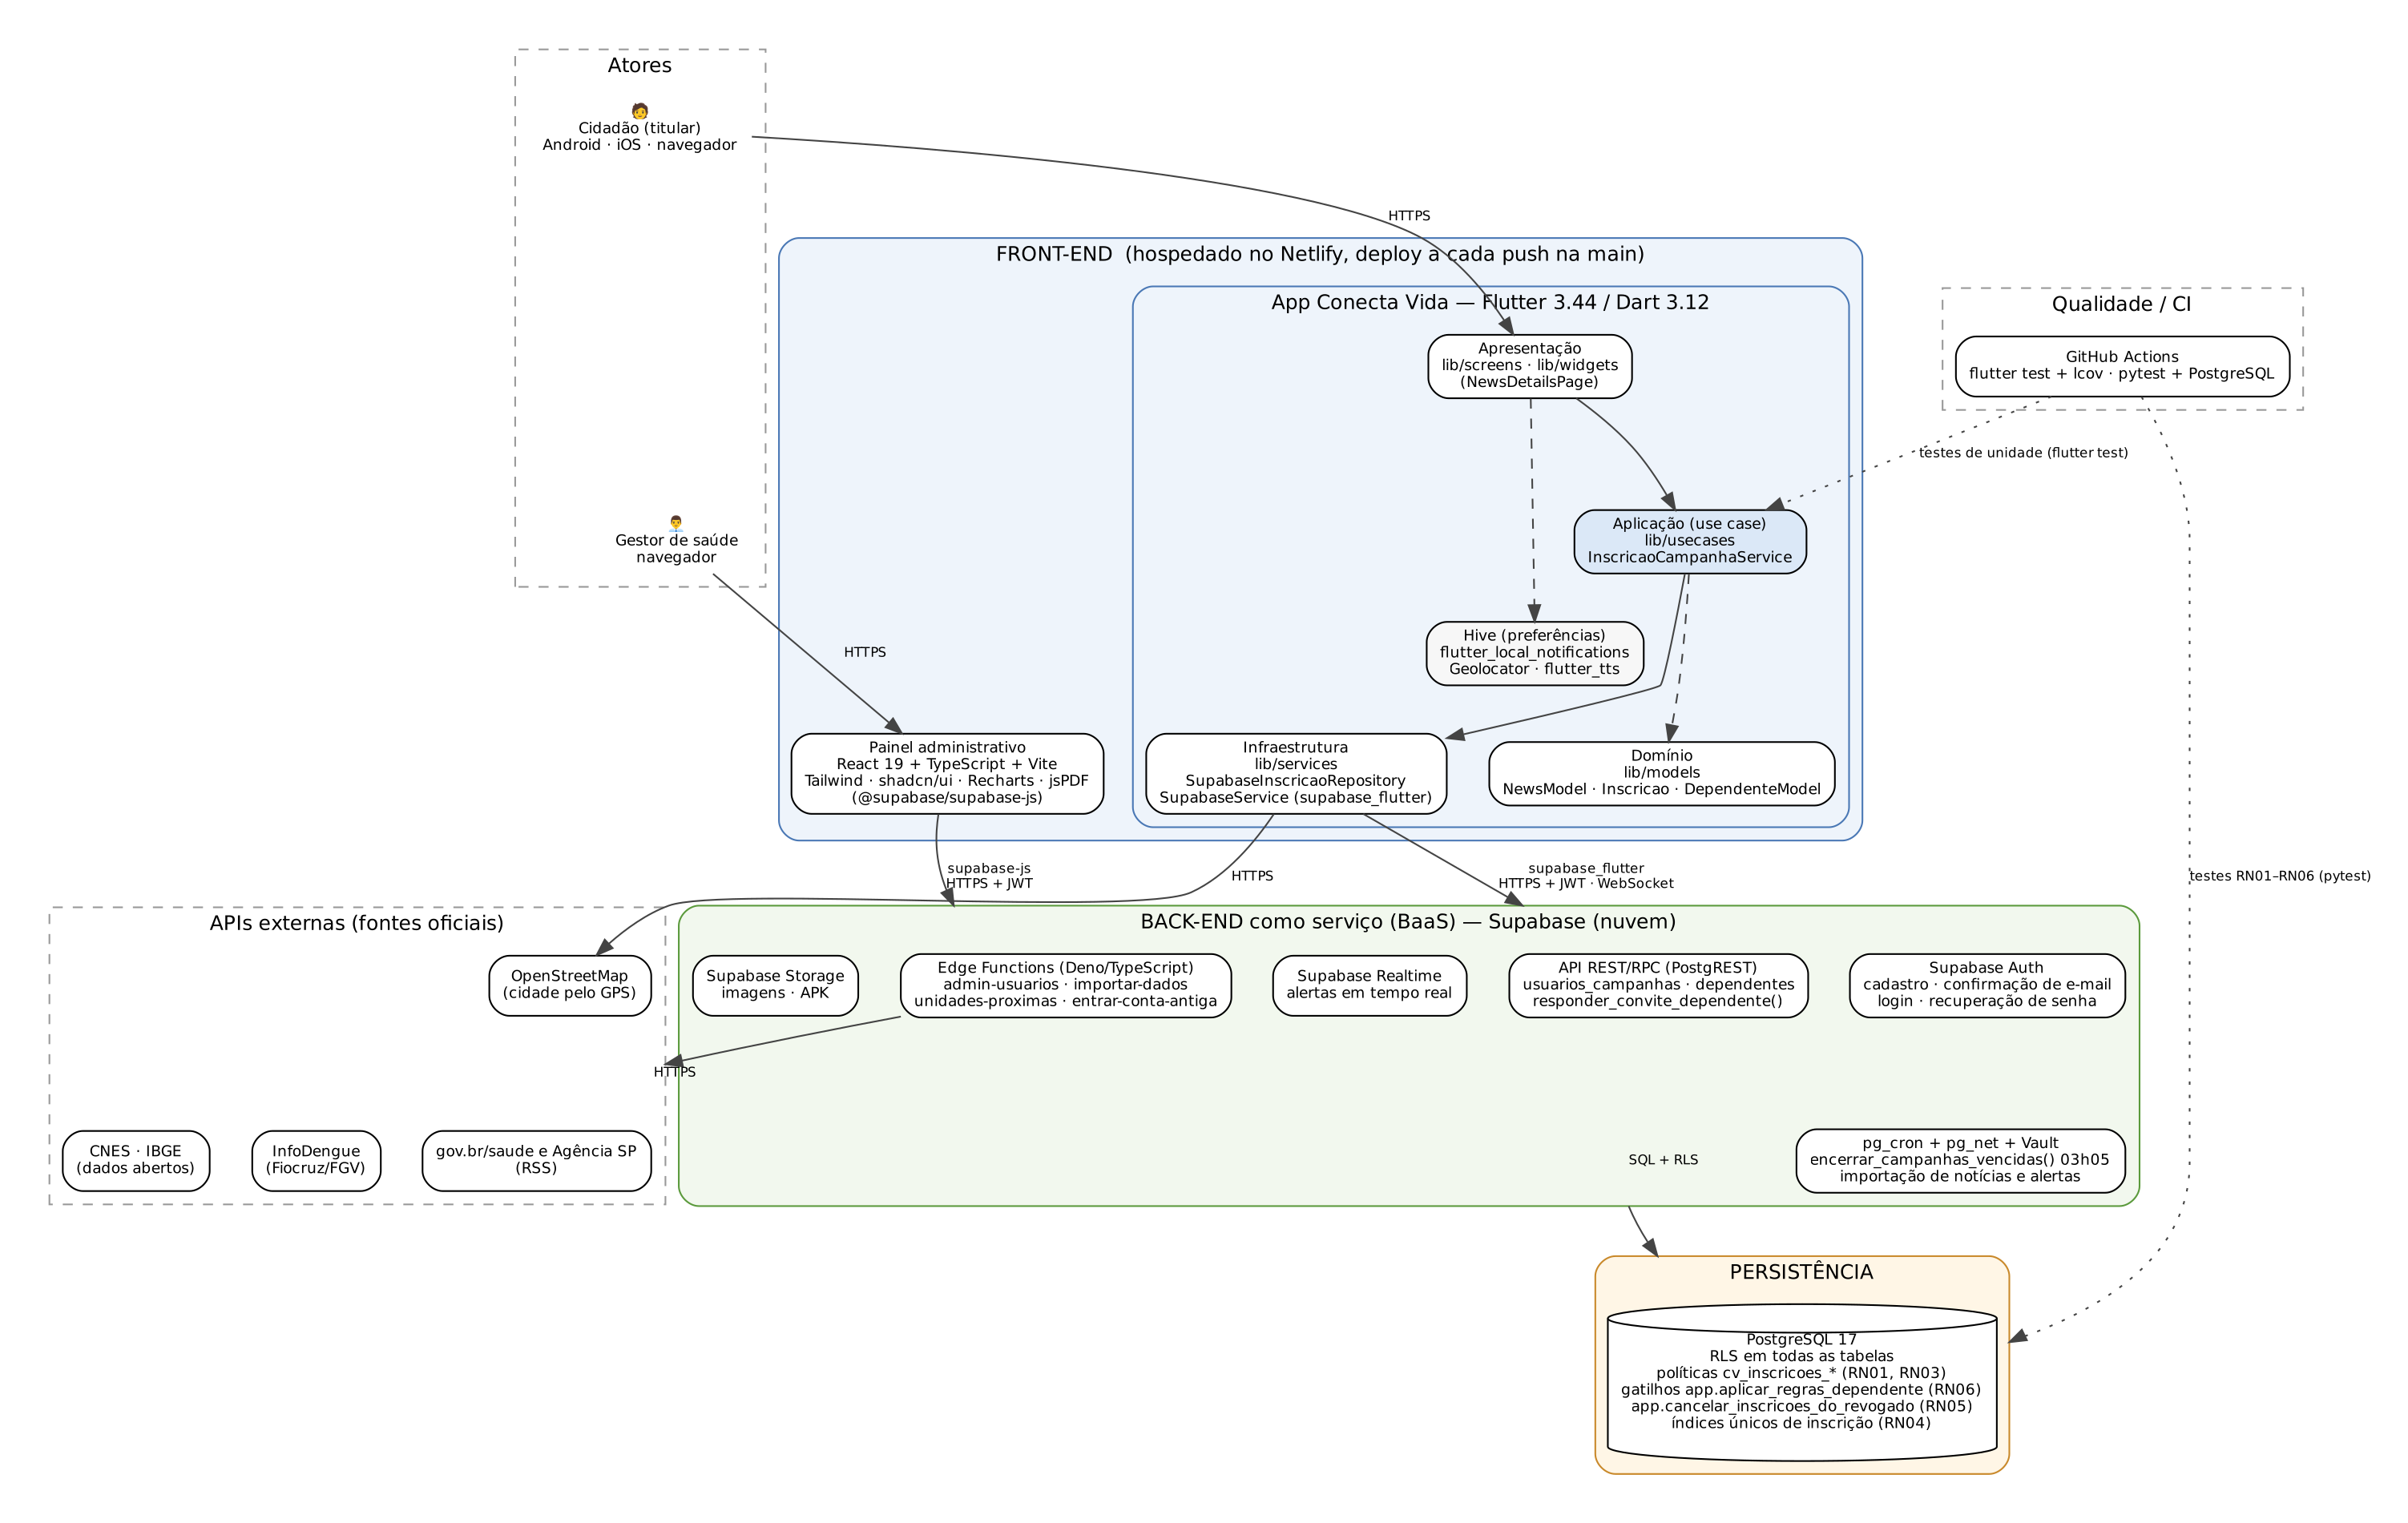 Atores
Cidadão (titular)
Android · iOS · navegador
HTTPS
FRONT-END  (hospedado no Netlify, deploy a cada push na main)
App Conecta Vida — Flutter 3.44 / Dart 3.12
Apresentação
lib/screens · lib/widgets
(NewsDetailsPage)
Qualidade / CI
GitHub Actions
flutter test + lcov · pytest + PostgreSQL
testes de unidade (flutter test)
Aplicação (use case)
lib/usecases
InscricaoCampanhaService
Gestor de saúde
navegador
HTTPS
Hive (preferências)
flutter_local_notifications
Geolocator · flutter_tts
Painel administrativo
React 19 + TypeScript + Vite
Tailwind · shadcn/ui · Recharts · jsPDF
(@supabase/supabase-js)
Infraestrutura
lib/services
SupabaseInscricaoRepository
SupabaseService (supabase_flutter)
Domínio
lib/models
NewsModel · Inscricao · DependenteModel
supabase-js
HTTPS + JWT
HTTPS
supabase_flutter
HTTPS + JWT · WebSocket
testes RN01–RN06 (pytest)
APIs externas (fontes oficiais)
BACK-END como serviço (BaaS) — Supabase (nuvem)
OpenStreetMap
(cidade pelo GPS)
Supabase Storage
imagens · APK
Edge Functions (Deno/TypeScript)
admin-usuarios · importar-dados
unidades-proximas · entrar-conta-antiga
Supabase Realtime
alertas em tempo real
API REST/RPC (PostgREST)
usuarios_campanhas · dependentes
responder_convite_dependente()
Supabase Auth
cadastro · confirmação de e-mail
login · recuperação de senha
HTTPS
CNES · IBGE
(dados abertos)
InfoDengue
(Fiocruz/FGV)
gov.br/saude e Agência SP
(RSS)
SQL + RLS
pg_cron + pg_net + Vault
encerrar_campanhas_vencidas() 03h05
importação de notícias e alertas
PERSISTÊNCIA
PostgreSQL 17
RLS em todas as tabelas
políticas cv_inscricoes_* (RN01, RN03)
gatilhos app.aplicar_regras_dependente (RN06)
app.cancelar_inscricoes_do_revogado (RN05)
índices únicos de inscrição (RN04)